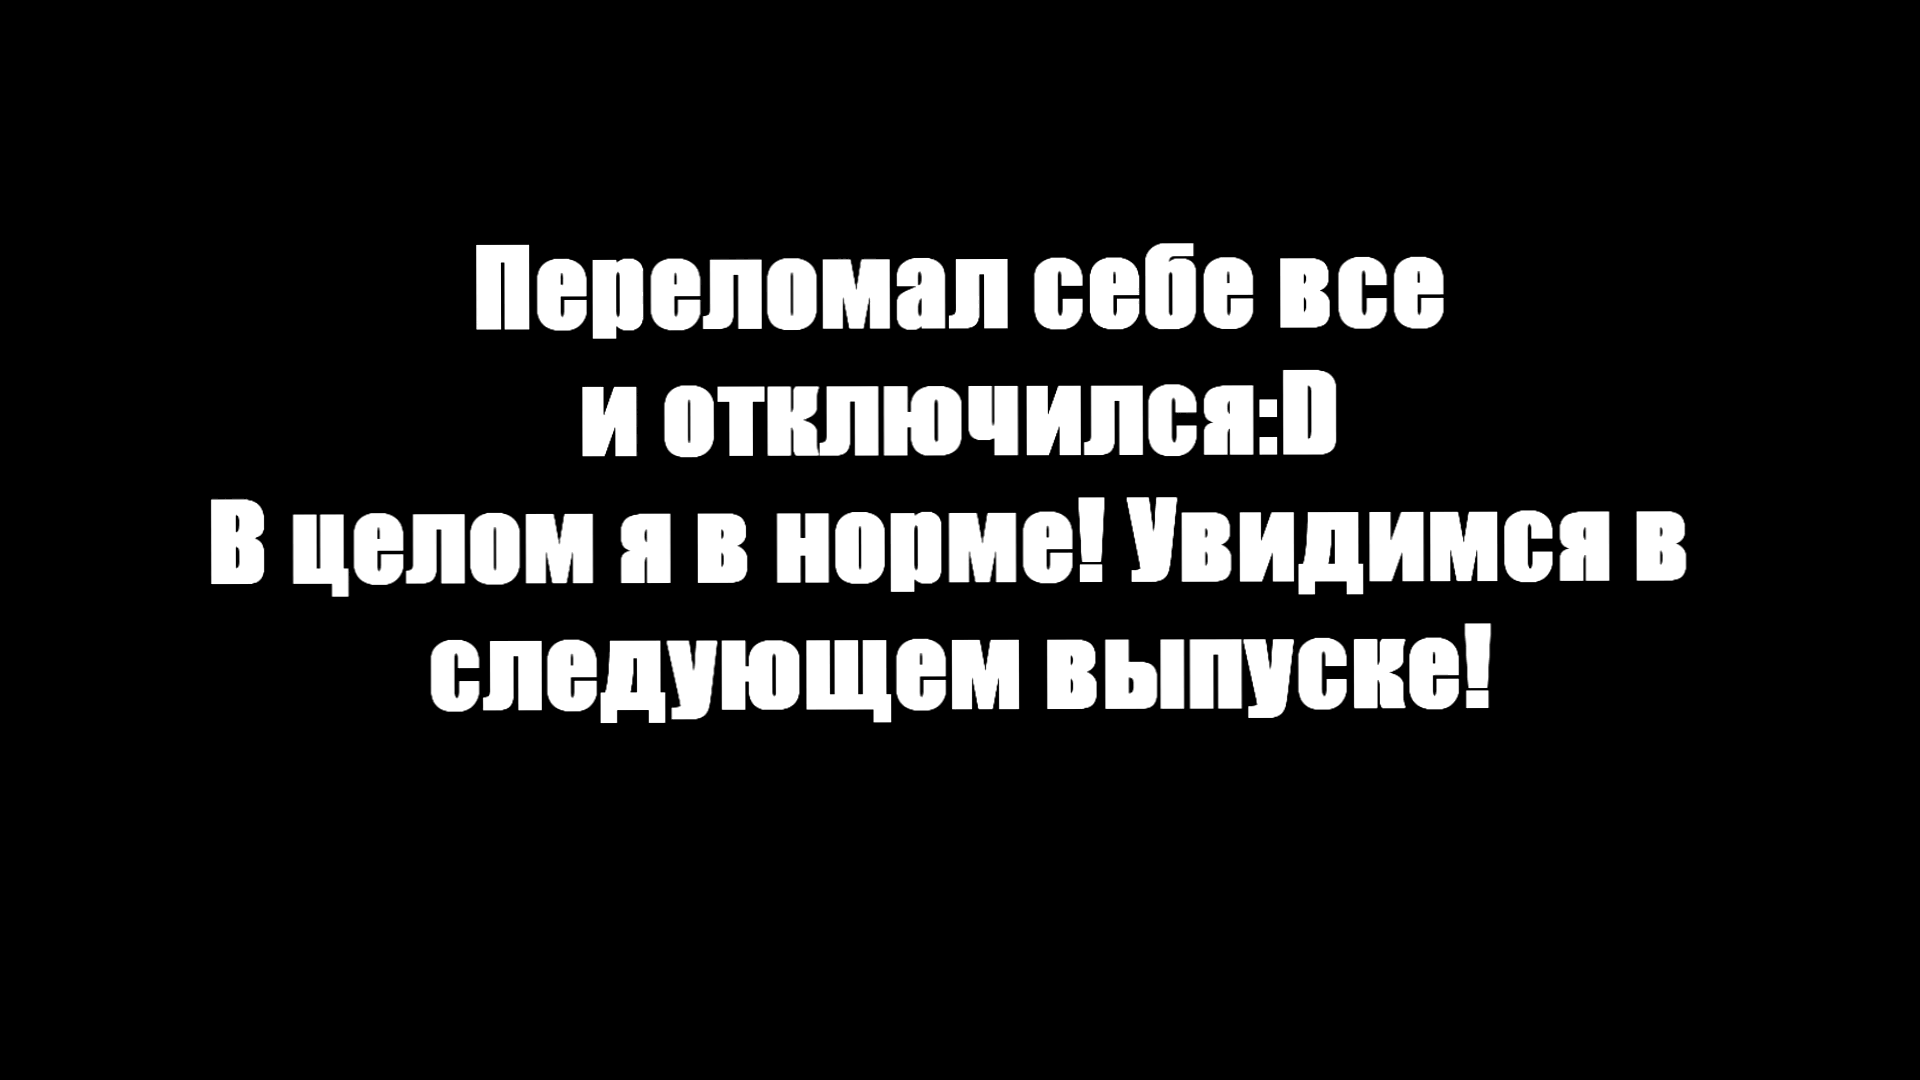 Переломал себе все
и отключился:D
В целом я в норме! Увидимся в
следующем выпуске!